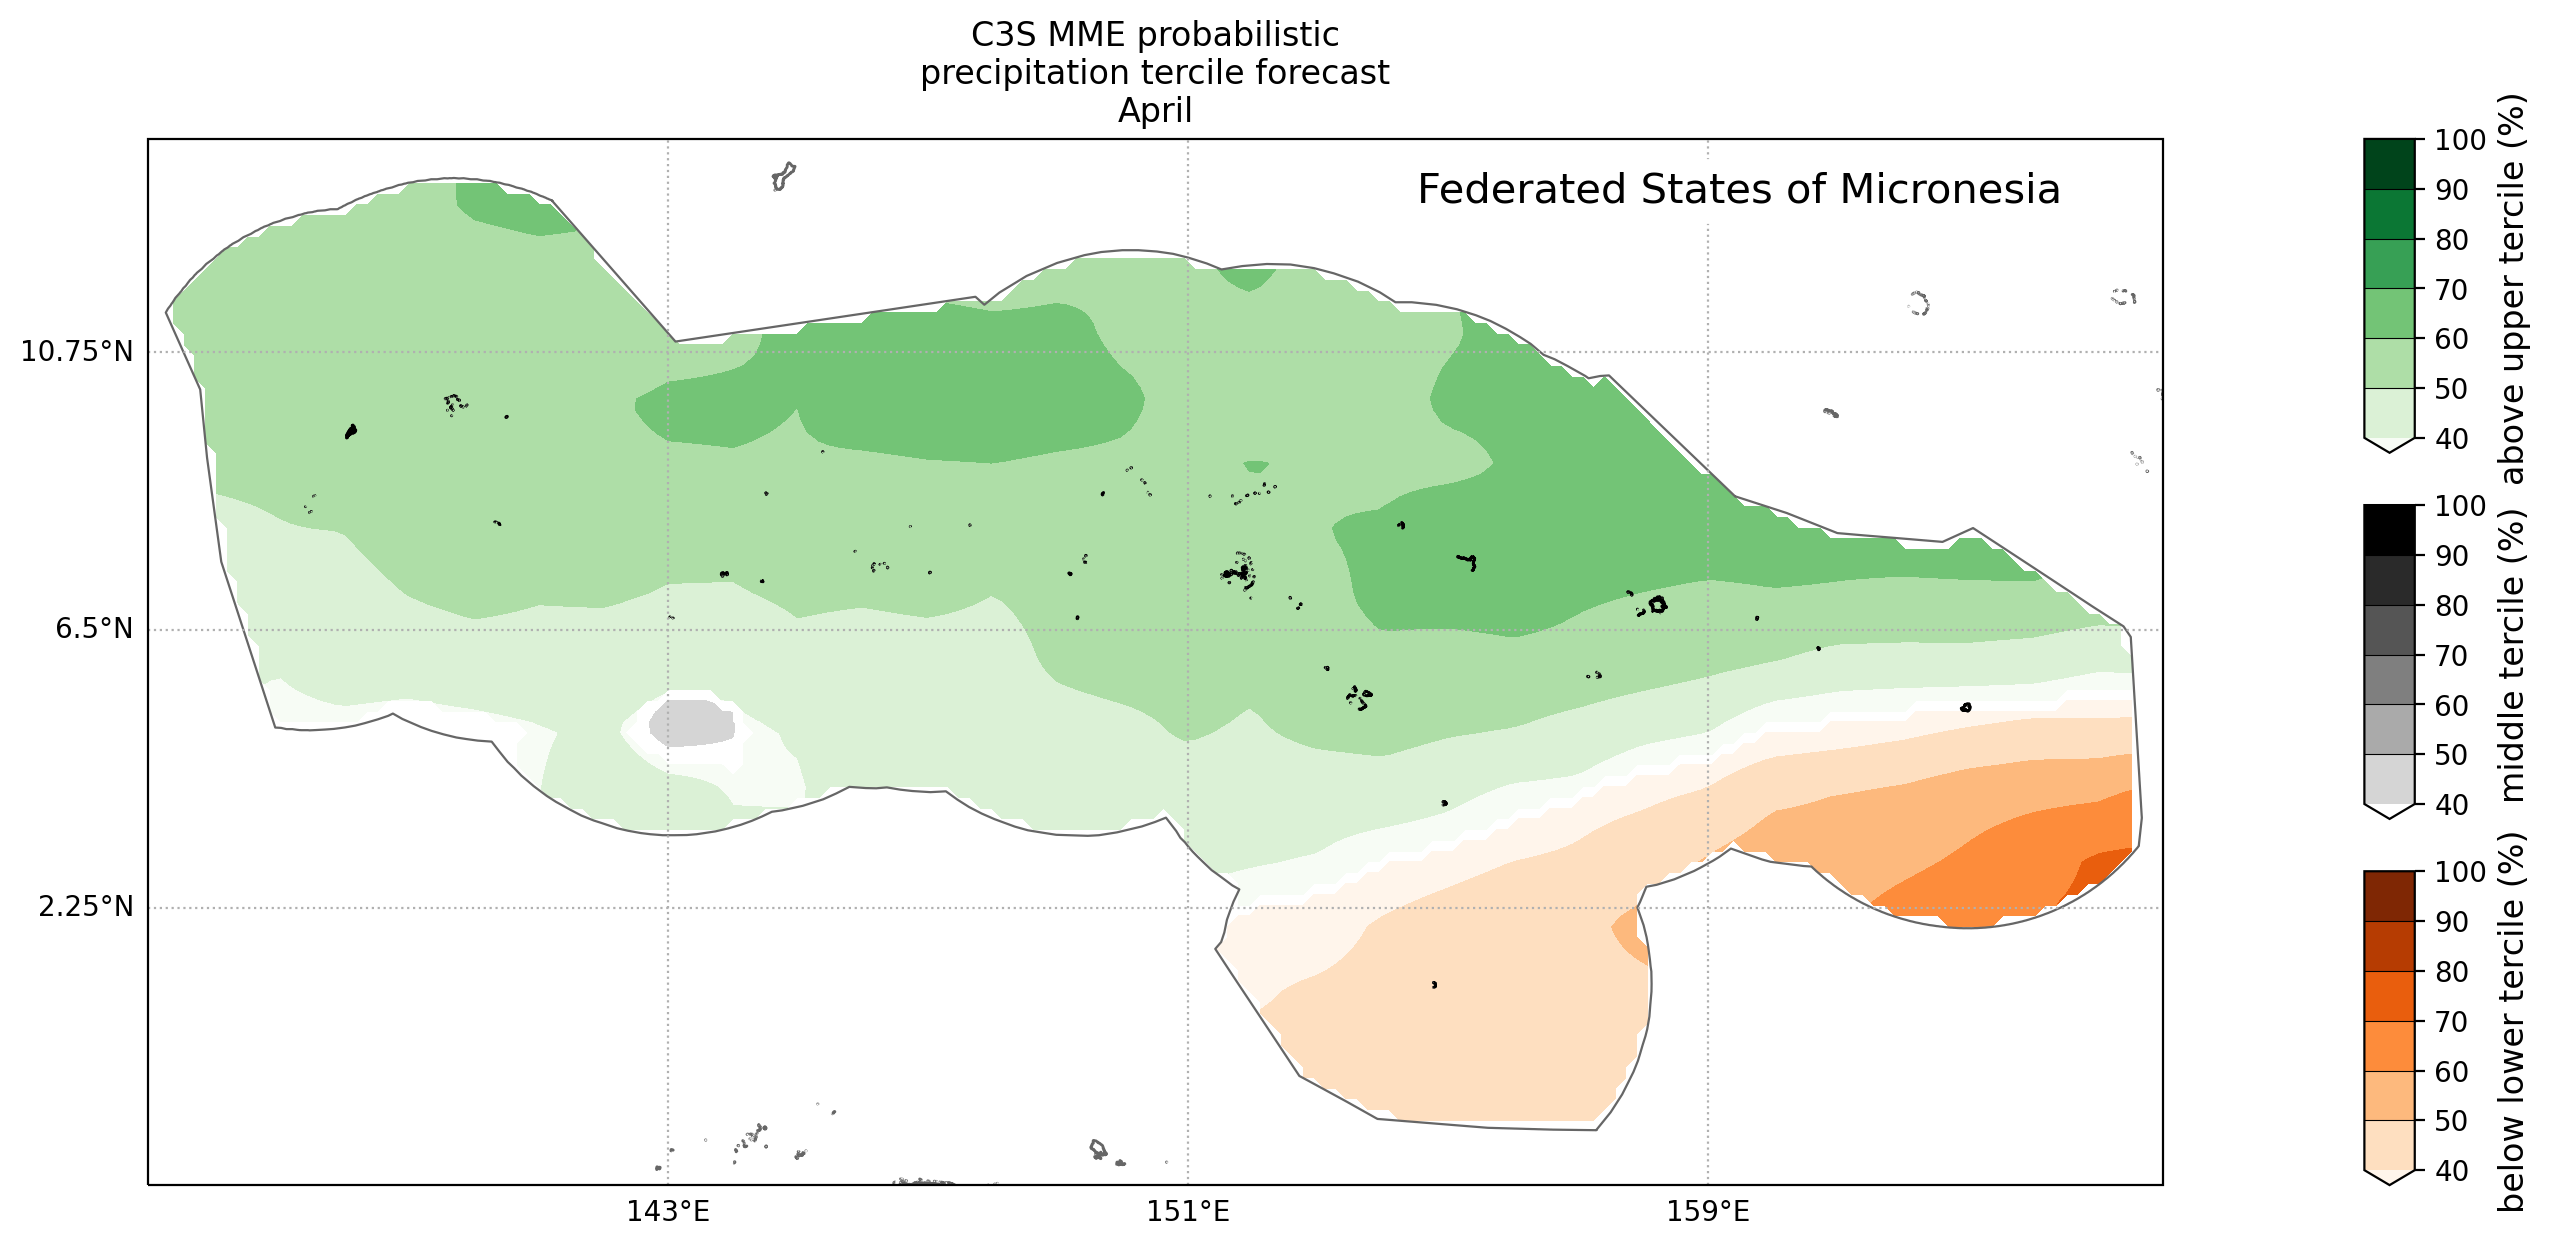 C3S MME probabilistic
precipitation tercile forecast
April
Federated States of Micronesia
10.75°N
6.5°N
2.25°N
143°E
151°E
159°E
100
90
80
70
60
50
40
above upper tercile (%)
100
90
80
70
60
50
40
middle tercile (%)
100
90
80
70
60
50
40
below lower tercile (%)